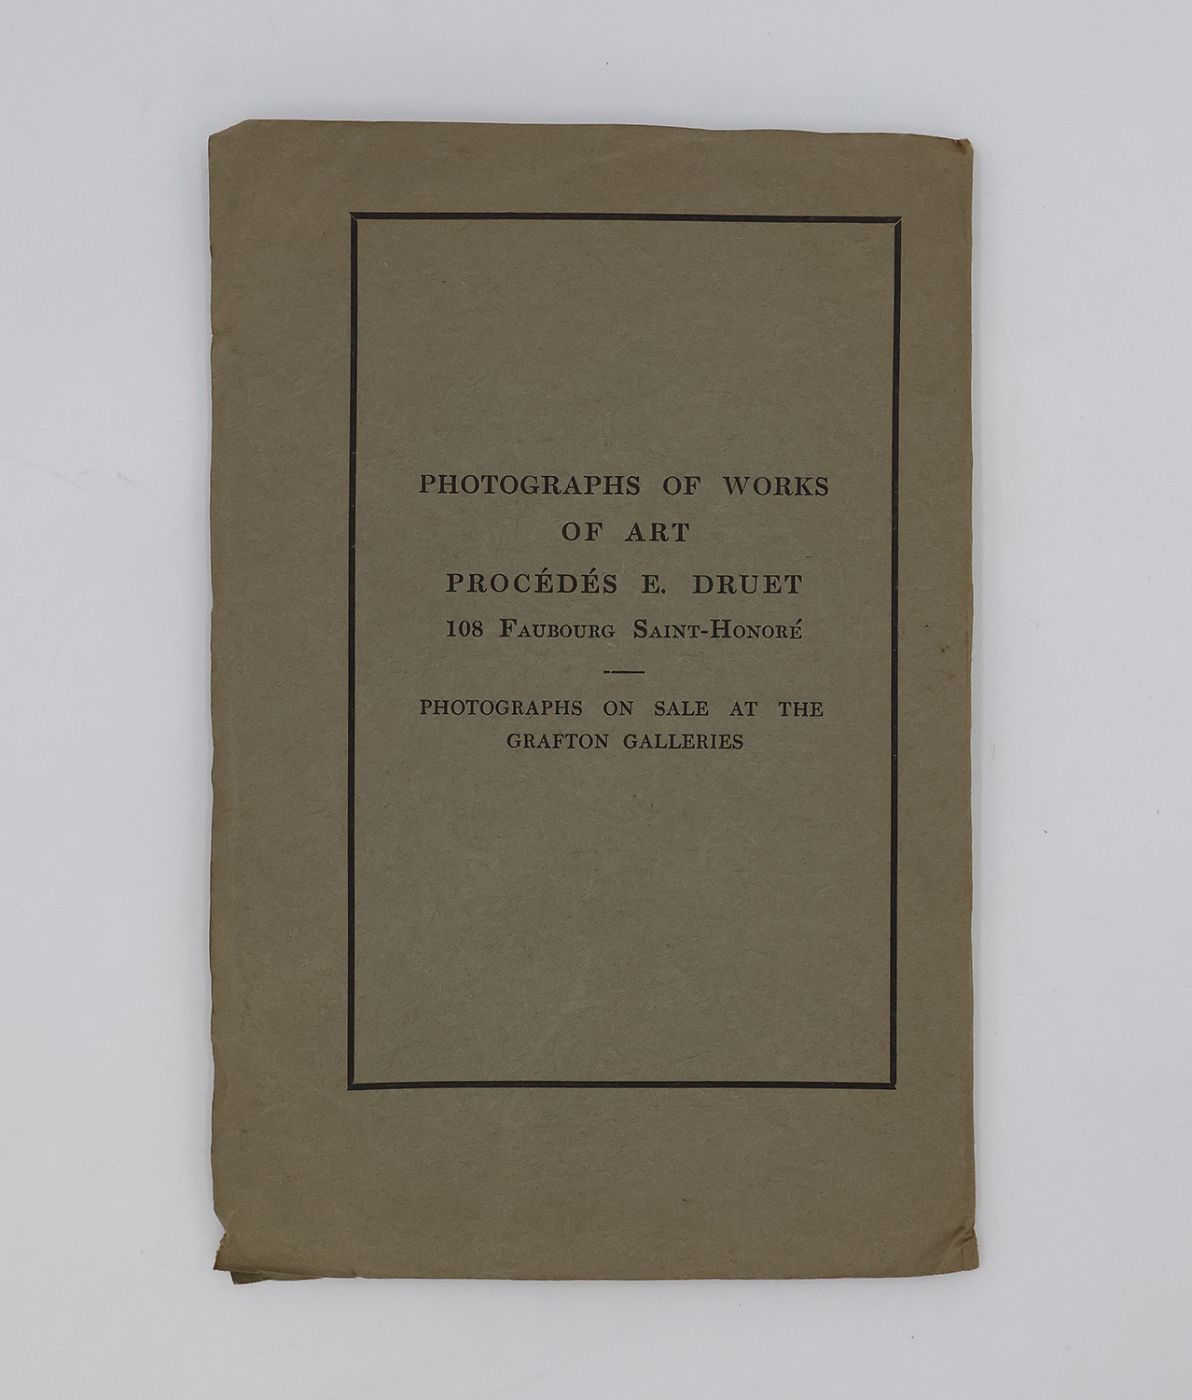 PHOTOGRAPHS OF WORKS
OF ART
PROCÉDÉS E. DRUET
108 FAUBOURG SAINT-HONORÉ
PHOTOGRAPHS ON SALE AT THE
GRAFTON GALLERIES